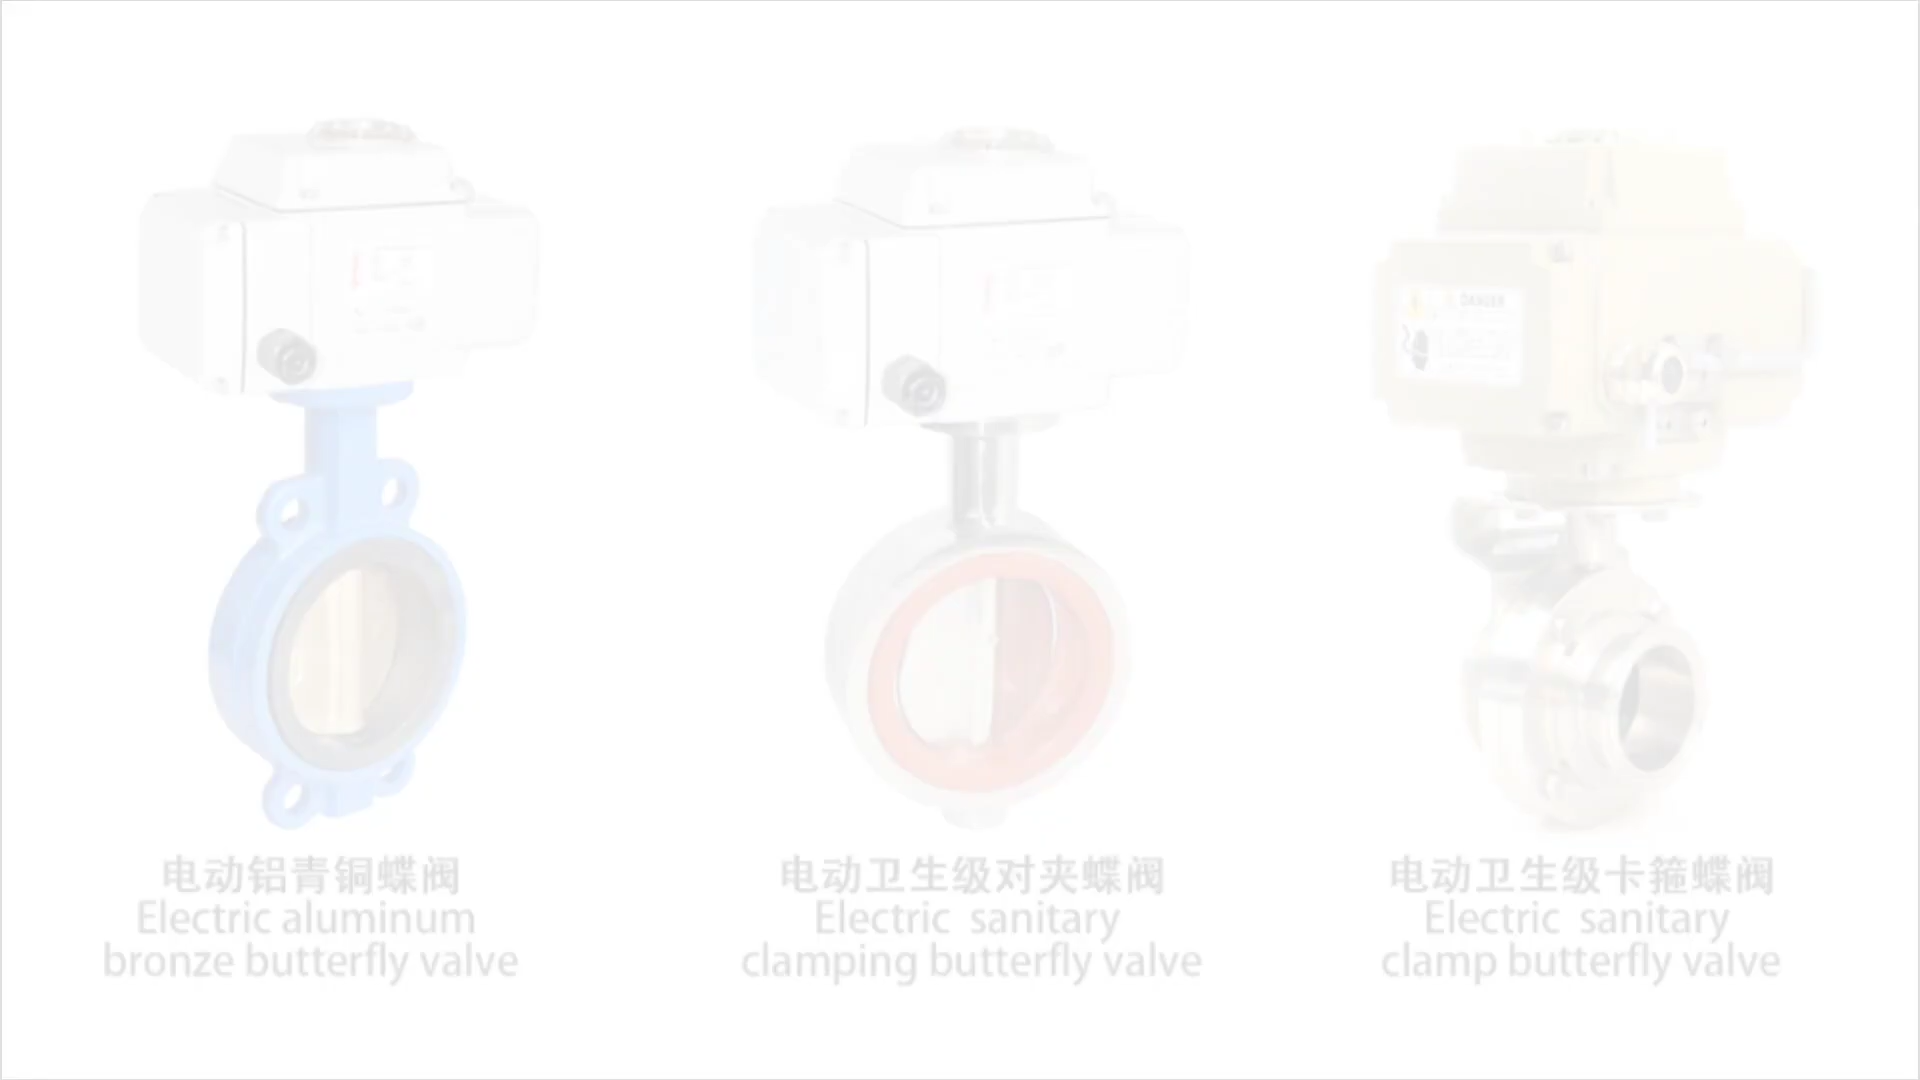 电动铝青铜蝶阀
Electric aluminum
bronze butterfly valve
电动卫生级对夹蝶阀
Electric sanitary
clamping butterfly valve
电动卫生级卡箍蝶阀
Electric sanitary
clamp butterfly valve
DANGER